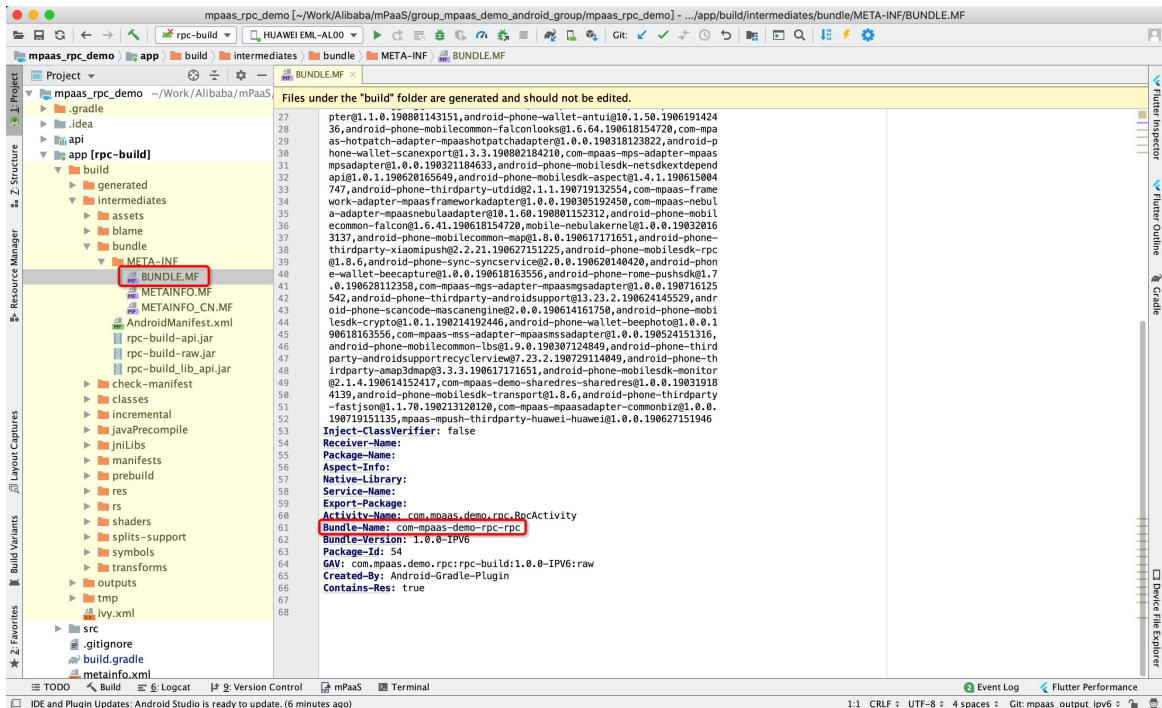 mpaas_rpc_demo [~/Work/Alibaba/mPaaS/group_mpaas_demo_android_group/mpaas_rpc_demo] - .../app/build/intermediates/bundle/META-INF/BUNDLE.MF
rpc-build
HUAWEI EML-AL00
Git:
mpaas_rpc_demo
app
build
intermediates
bundle
META-INF
BUNDLE.MF
Project
BUNDLE.MF
1: Project
Z: Structure
Resource Manager
Layout Captures
Build Variants
2: Favorites
mpaas_rpc_demo ~/Work/Alibaba/mPaaS/
.gradle
.idea
api
app [rpc-build]
build
generated
intermediates
assets
blame
bundle
META-INF
BUNDLE.MF
METAINFO.MF
METAINFO_CN.MF
AndroidManifest.xml
rpc-build-api.jar
rpc-build-raw.jar
rpc-build_lib_api.jar
check-manifest
classes
incremental
javaPrecompile
jniLibs
manifests
prebuild
res
rs
shaders
splits-support
symbols
transforms
outputs
tmp
ivy.xml
src
.gitignore
build.gradle
metainfo.xml
Files under the "build" folder are generated and should not be edited.
27 pter@1.1.0.190801143151,android-phone-wallet-antui@10.1.50.1906191424
28 36,android-phone-mobilecommon-falconlooks@1.6.64.190618154720,com-mpa
29 as-hotpatch-adapter-mpaashotpatchadapter@1.0.0.190318123822,android-p
30 hone-wallet-scanexport@1.3.3.190802184210,com-mpaas-mps-adapter-mpaas
31 mpsadapter@1.0.0.190321184633,android-phone-mobilesdk-netsdkextdepend
32 api@1.0.1.190620165649,android-phone-mobilesdk-aspect@1.4.1.190615004
33 747,android-phone-thirdparty-utdid@2.1.1.190719132554,com-mpaas-frame
34 work-adapter-mpaasframeworkadapter@1.0.0.190305192450,com-mpaas-nebul
35 a-adapter-mpaasnebulaadapter@10.1.60.190801152312,android-phone-mobil
36 ecommon-falcon@1.6.41.190618154720,mobile-nebulakernel@1.0.0.19032016
37 3137,android-phone-mobilecommon-map@1.8.0.190617171651,android-phone-
38 thirdparty-xiaomipush@2.2.21.190627151225,android-phone-mobilesdk-rpc
39 @1.8.6,android-phone-sync-syncservice@2.0.0.190620140420,android-phon
40 e-wallet-beecapture@1.0.0.190618163556,android-phone-rome-pushsdk@1.7
41 .0.190628112358,com-mpaas-mgs-adapter-mpaasmgsadapter@1.0.0.190716125
42 542,android-phone-thirdparty-androidsupport@13.23.2.190624145529,andr
43 oid-phone-scancode-mascanengine@2.0.0.190614161750,android-phone-mobi
44 lesdk-crypto@1.0.1.190214192446,android-phone-wallet-beephoto@1.0.0.1
45 90618163556,com-mpaas-mss-adapter-mpaasmssadapter@1.0.0.190524151316,
46 android-phone-mobilecommon-lbs@1.9.0.190307124849,android-phone-third
47 party-androidsupportrecyclerview@7.23.2.190729114049,android-phone-th
48 irdparty-amap3dmap@3.3.3.190617171651,android-phone-mobilesdk-monitor
49 @2.1.4.190614152417,com-mpaas-demo-sharedres-sharedres@1.0.0.19031918
50 4139,android-phone-mobilesdk-transport@1.8.6,android-phone-thirdparty
51 -fastjson@1.1.70.190213120120,com-mpaas-mpaasadapter-commonbiz@1.0.0.
52 190719151135,mpaas-mpush-thirdparty-huawei-huawei@1.0.0.190627151946
53 Inject-ClassVerifier: false
54 Receiver-Name:
55 Package-Name:
56 Aspect-Info:
57 Native-Library:
58 Service-Name:
59 Export-Package:
60 Activity-Name: com.mpaas.demo.rpc.RpcActivity
61 Bundle-Name: com-mpaas-demo-rpc-rpc
62 Bundle-Version: 1.0.0-IPV6
63 Package-Id: 54
64 GAV: com.mpaas.demo.rpc:rpc-build:1.0.0-IPV6:raw
65 Created-By: Android-Gradle-Plugin
66 Contains-Res: true
67
68
Flutter Inspector
Flutter Outline
Gradle
Device File Explorer
TODO
Build
6: Logcat
9: Version Control
mPaaS
Terminal
2 Event Log
Flutter Performance
IDE and Plugin Updates: Android Studio is ready to update. (6 minutes ago)
1:1 CRLF UTF-8 4 spaces Git: mpaas_output_ipv6